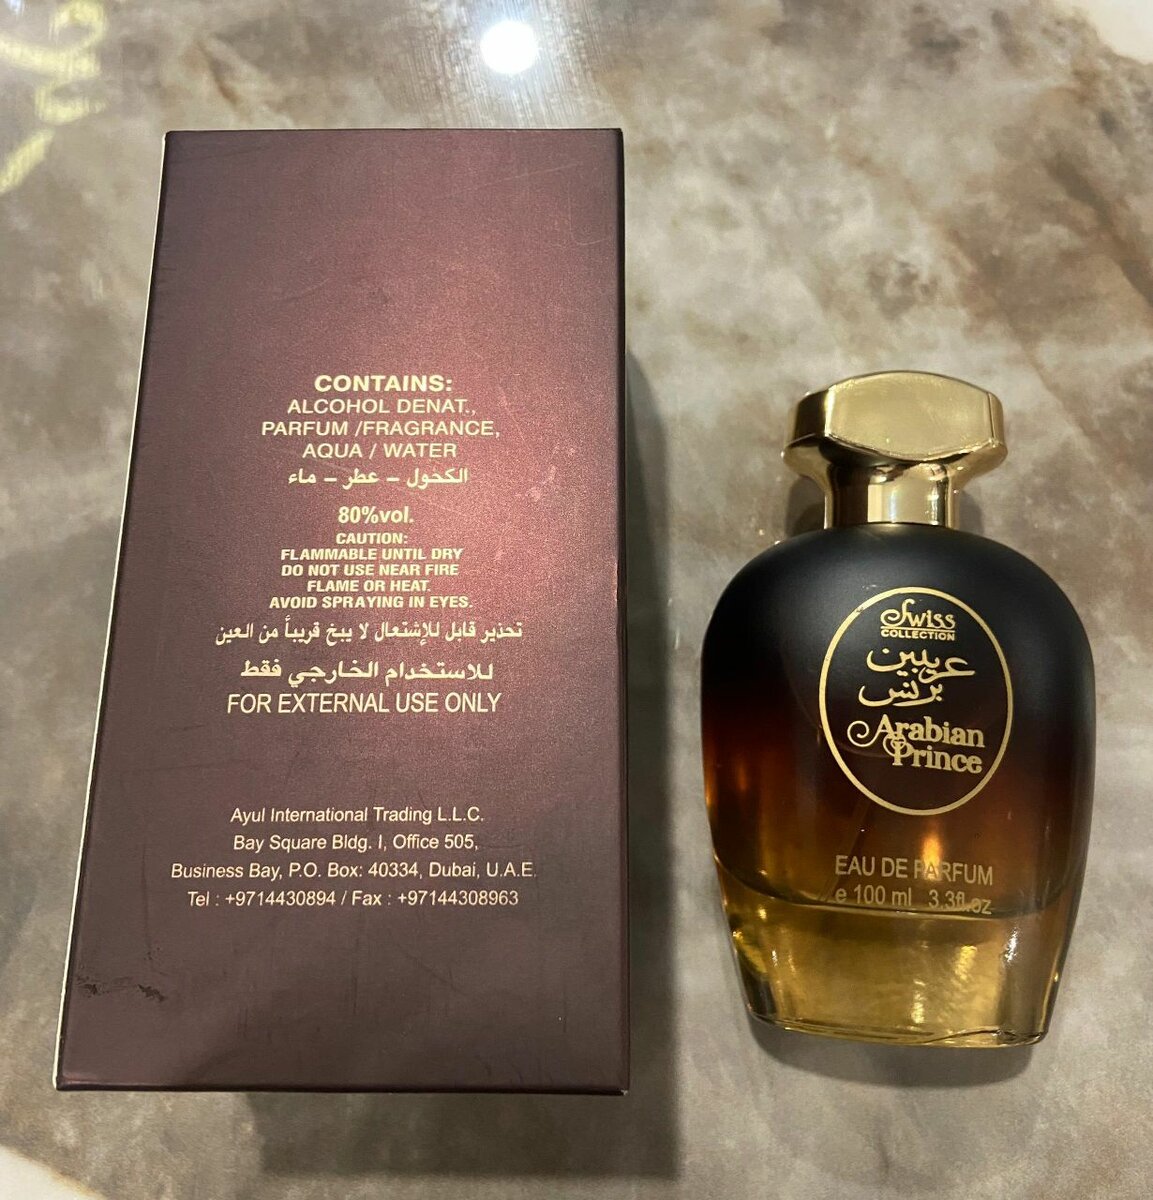 CONTAINS:
ALCOHOL DENAT.,
PARFUM /FRAGRANCE,
AQUA / WATER
الكحول – عطر – ماء
80%vol.
CAUTION:
FLAMMABLE UNTIL DRY
DO NOT USE NEAR FIRE
FLAME OR HEAT.
AVOID SPRAYING IN EYES.
تحذير قابل للإشتعال لا يبخ قريباً من العين
للاستخدام الخارجي فقط
FOR EXTERNAL USE ONLY
Ayul International Trading L.L.C.
Bay Square Bldg. I, Office 505,
Business Bay, P.O. Box: 40334, Dubai, U.A.E.
Tel : +9714430894 / Fax : +97144308963
Swiss
COLLECTION
عريبين
برنس
Arabian
Prince
EAU DE PARFUM
e 100 ml 3.3fl.oz